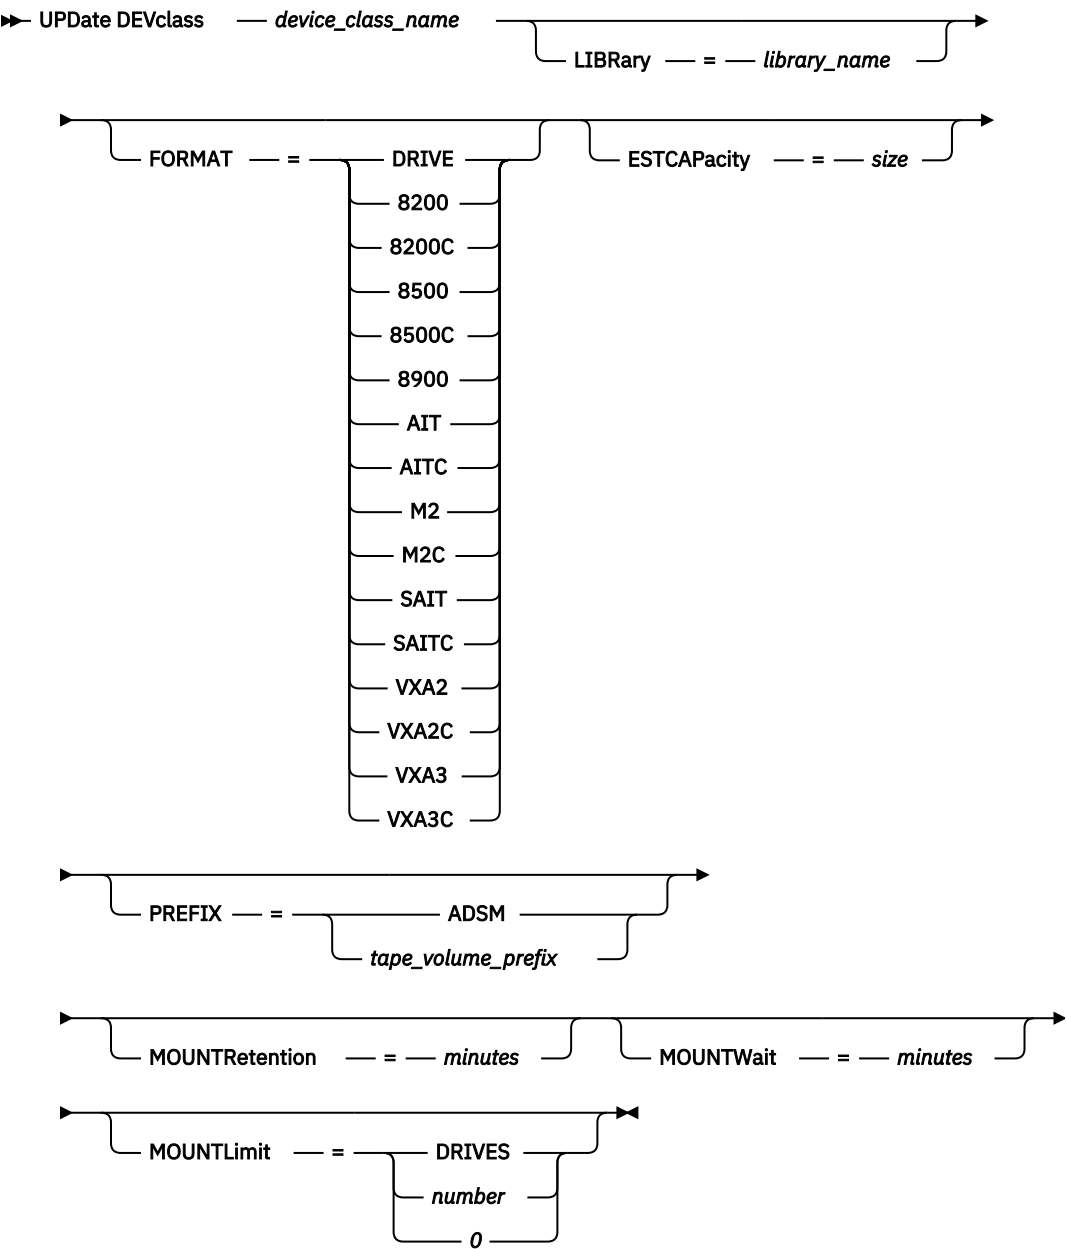 UPDate DEVclass device_class_name
LIBRary = library_name
FORMAT = DRIVE ESTCAPacity = size
8200
8200C
8500
8500C
8900
AIT
AITC
M2
M2C
SAIT
SAITC
VXA2
VXA2C
VXA3
VXA3C
PREFIX = ADSM
tape_volume_prefix
MOUNTRetention = minutes MOUNTWait = minutes
MOUNTLimit = DRIVES
number
0